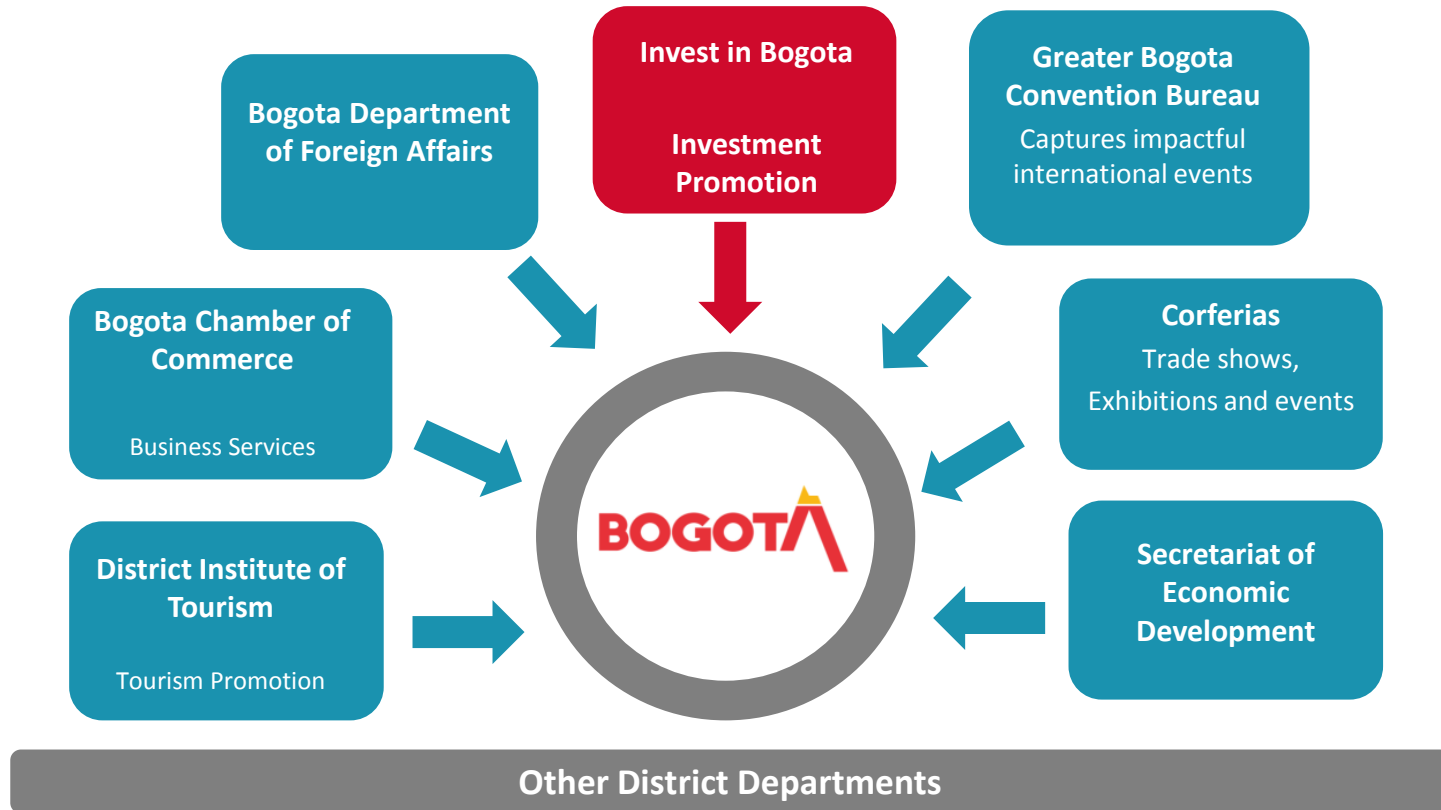 Invest in Bogota
Investment
Promotion
Greater Bogota
Convention Bureau
Captures impactful
international events
Bogota Department
of Foreign Affairs
Bogota Chamber of
Commerce
Business Services
Corferias
Trade shows,
Exhibitions and events
BOGOTÁ
District Institute of
Tourism
Tourism Promotion
Secretariat of
Economic
Development
Other District Departments